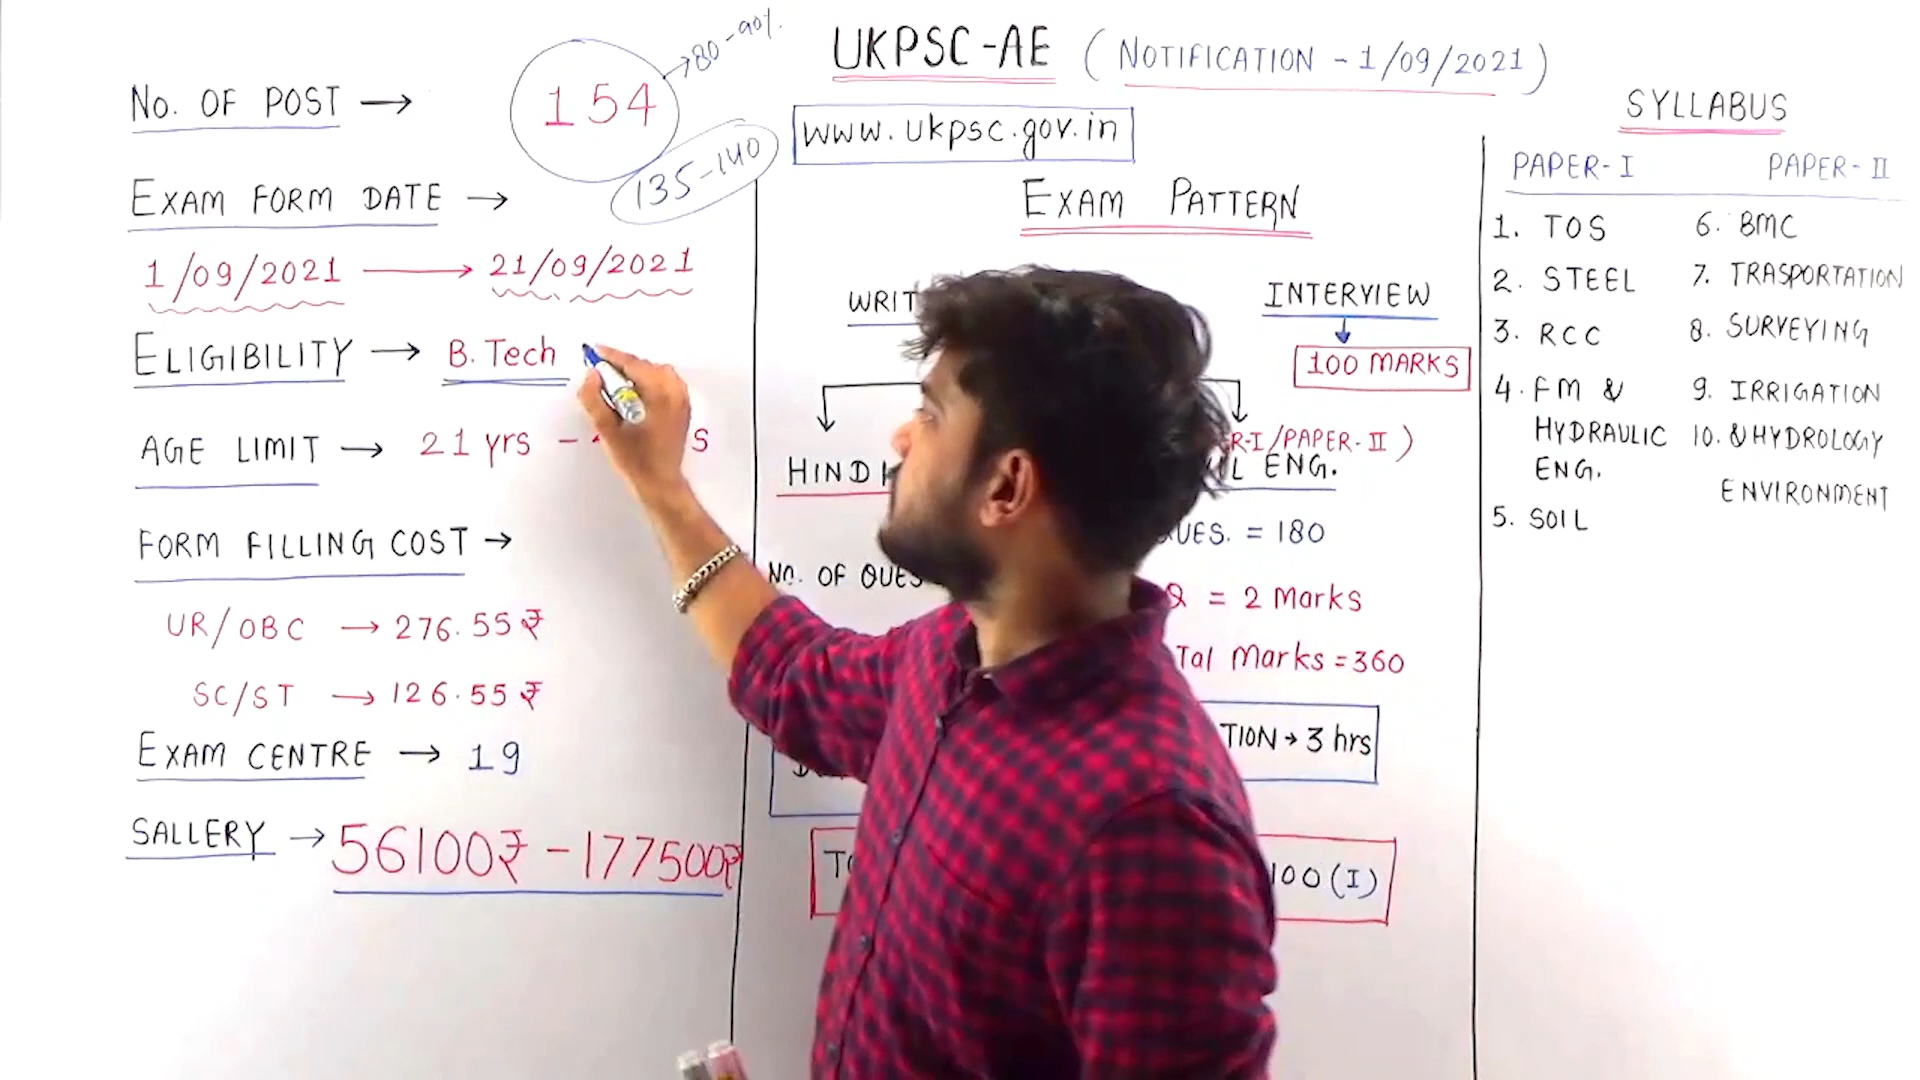 UKPSC-AE (NOTIFICATION - 1/09/2021)
www.ukpsc.gov.in
No. OF POST → 154
→ 80-90%
135-140
EXAM FORM DATE →
1/09/2021 → 21/09/2021
ELIGIBILITY → B. Tech
AGE LIMIT → 21 yrs -
FORM FILLING COST →
UR/OBC → 276.55₹
SC/ST → 126.55₹
EXAM CENTRE → 19
SALLERY → 56100₹ - 177500₹
EXAM PATTERN
INTERVIEW
100 MARKS
/PAPER-II)
ENG.
= 180
NO. OF
= 2 Marks
Marks = 360
→ 3 hrs
100 (I)
SYLLABUS
PAPER-I
1. TOS
2. STEEL
3. RCC
4. FM &
HYDRAULIC
ENG.
5. SOIL
PAPER-II
6. BMC
7. TRASPORTATION
8. SURVEYING
9. IRRIGATION
10. & HYDROLOGY
ENVIRONMENT